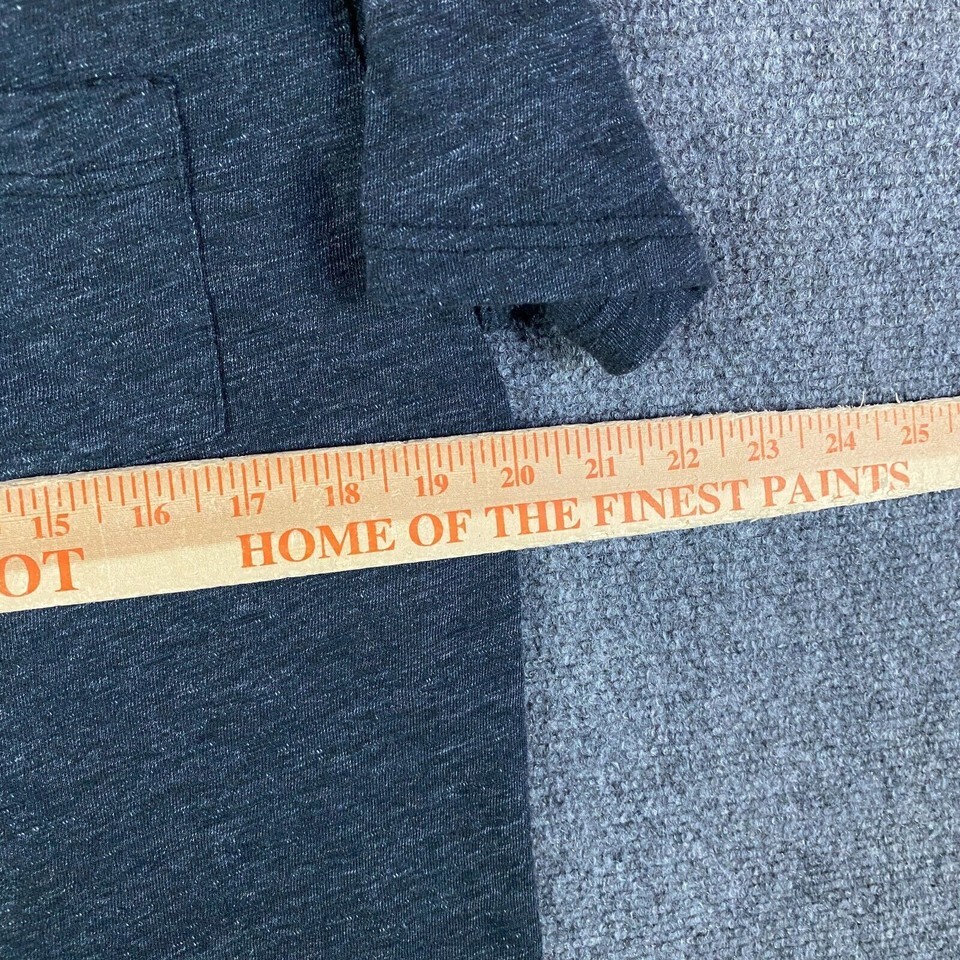 15 16 17 18 19 20 21 22 23 24 25
OT HOME OF THE FINEST PAINTS